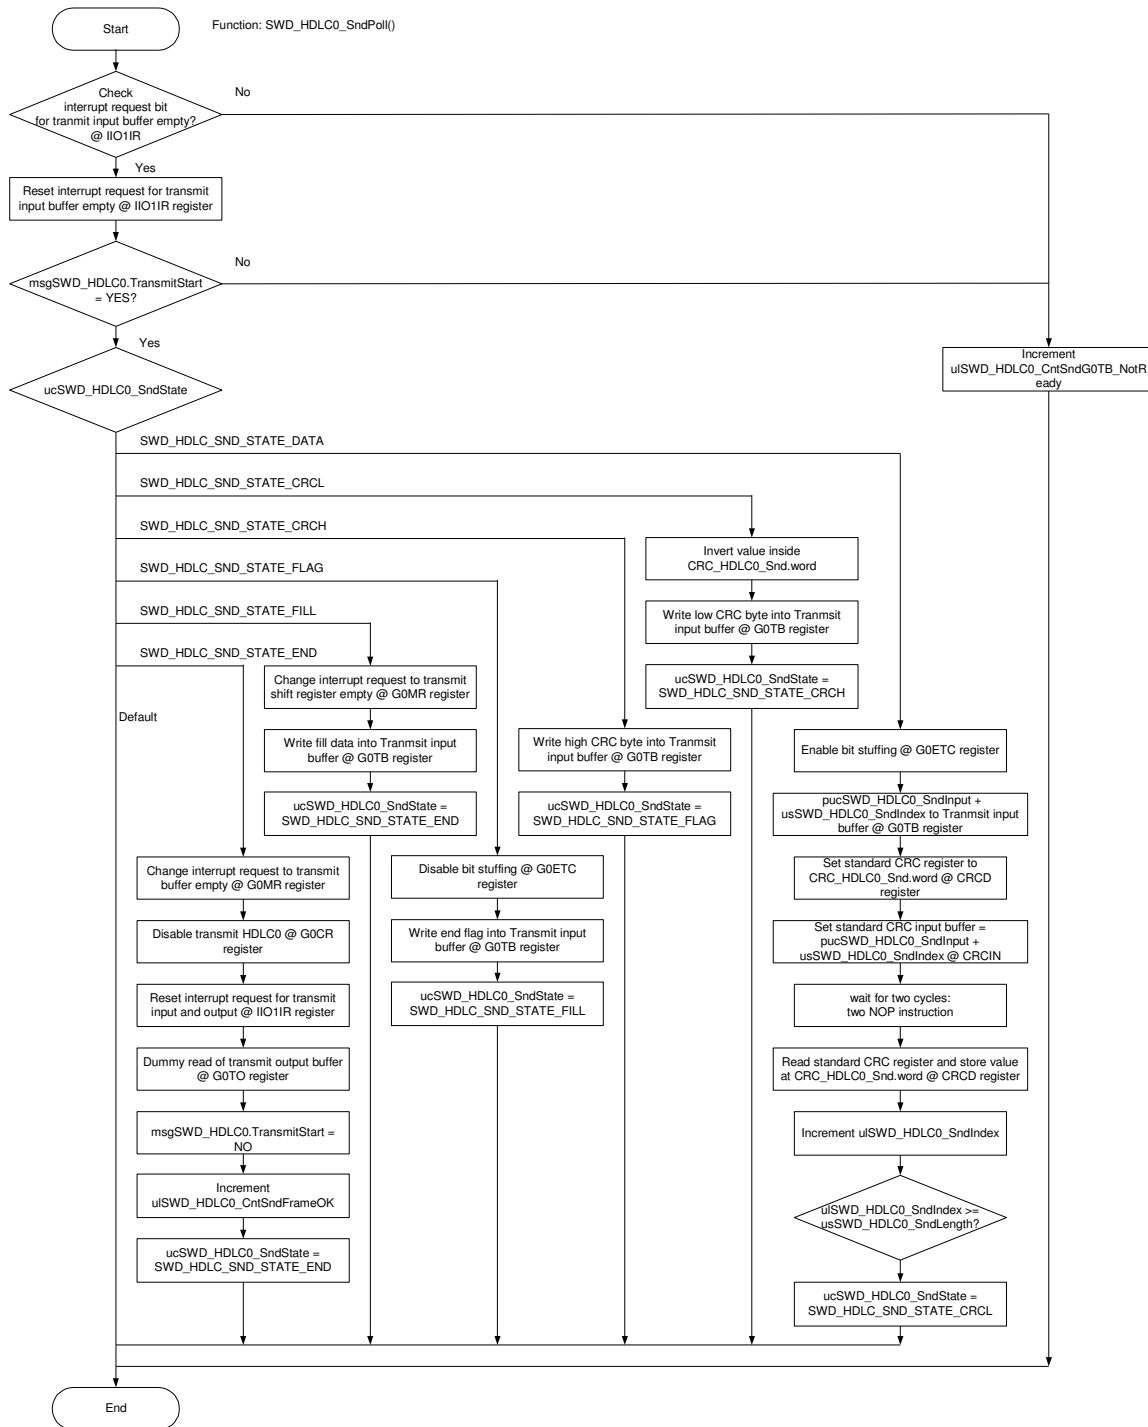 Start
Function: SWD_HDLC0_SndPoll()
Check
interrupt request bit
for tranmit input buffer empty?
@ IIO1IR
No
Yes
Reset interrupt request for transmit
input buffer empty @ IIO1IR register
msgSWD_HDLC0.TransmitStart
= YES?
No
Yes
ucSWD_HDLC0_SndState
Increment
ulSWD_HDLC0_CntSndG0TB_NotR
eady
SWD_HDLC_SND_STATE_DATA
SWD_HDLC_SND_STATE_CRCL
SWD_HDLC_SND_STATE_CRCH
SWD_HDLC_SND_STATE_FLAG
SWD_HDLC_SND_STATE_FILL
SWD_HDLC_SND_STATE_END
Default
Change interrupt request to transmit
buffer empty @ G0MR register
Disable transmit HDLC0 @ G0CR
register
Reset interrupt request for transmit
input and output @ IIO1IR register
Dummy read of transmit output buffer
@ G0TO register
msgSWD_HDLC0.TransmitStart =
NO
Increment
ulSWD_HDLC0_CntSndFrameOK
ucSWD_HDLC0_SndState =
SWD_HDLC_SND_STATE_END
Change interrupt request to transmit
shift register empty @ G0MR register
Write fill data into Tranmsit input
buffer @ G0TB register
ucSWD_HDLC0_SndState =
SWD_HDLC_SND_STATE_END
Disable bit stuffing @ G0ETC
register
Write end flag into Transmit input
buffer @ G0TB register
ucSWD_HDLC0_SndState =
SWD_HDLC_SND_STATE_FILL
Write high CRC byte into Tranmsit
input buffer @ G0TB register
ucSWD_HDLC0_SndState =
SWD_HDLC_SND_STATE_FLAG
Invert value inside
CRC_HDLC0_Snd.word
Write low CRC byte into Tranmsit
input buffer @ G0TB register
ucSWD_HDLC0_SndState =
SWD_HDLC_SND_STATE_CRCH
Enable bit stuffing @ G0ETC register
pucSWD_HDLC0_SndInput +
usSWD_HDLC0_SndIndex to Tranmsit input
buffer @ G0TB register
Set standard CRC register to
CRC_HDLC0_Snd.word @ CRCD
register
Set standard CRC input buffer =
pucSWD_HDLC0_SndInput +
usSWD_HDLC0_SndIndex @ CRCIN
wait for two cycles:
two NOP instruction
Read standard CRC register and store value
at CRC_HDLC0_Snd.word @ CRCD register
Increment ulSWD_HDLC0_SndIndex
ulSWD_HDLC0_SndIndex >=
usSWD_HDLC0_SndLength?
ucSWD_HDLC0_SndState =
SWD_HDLC_SND_STATE_CRCL
End